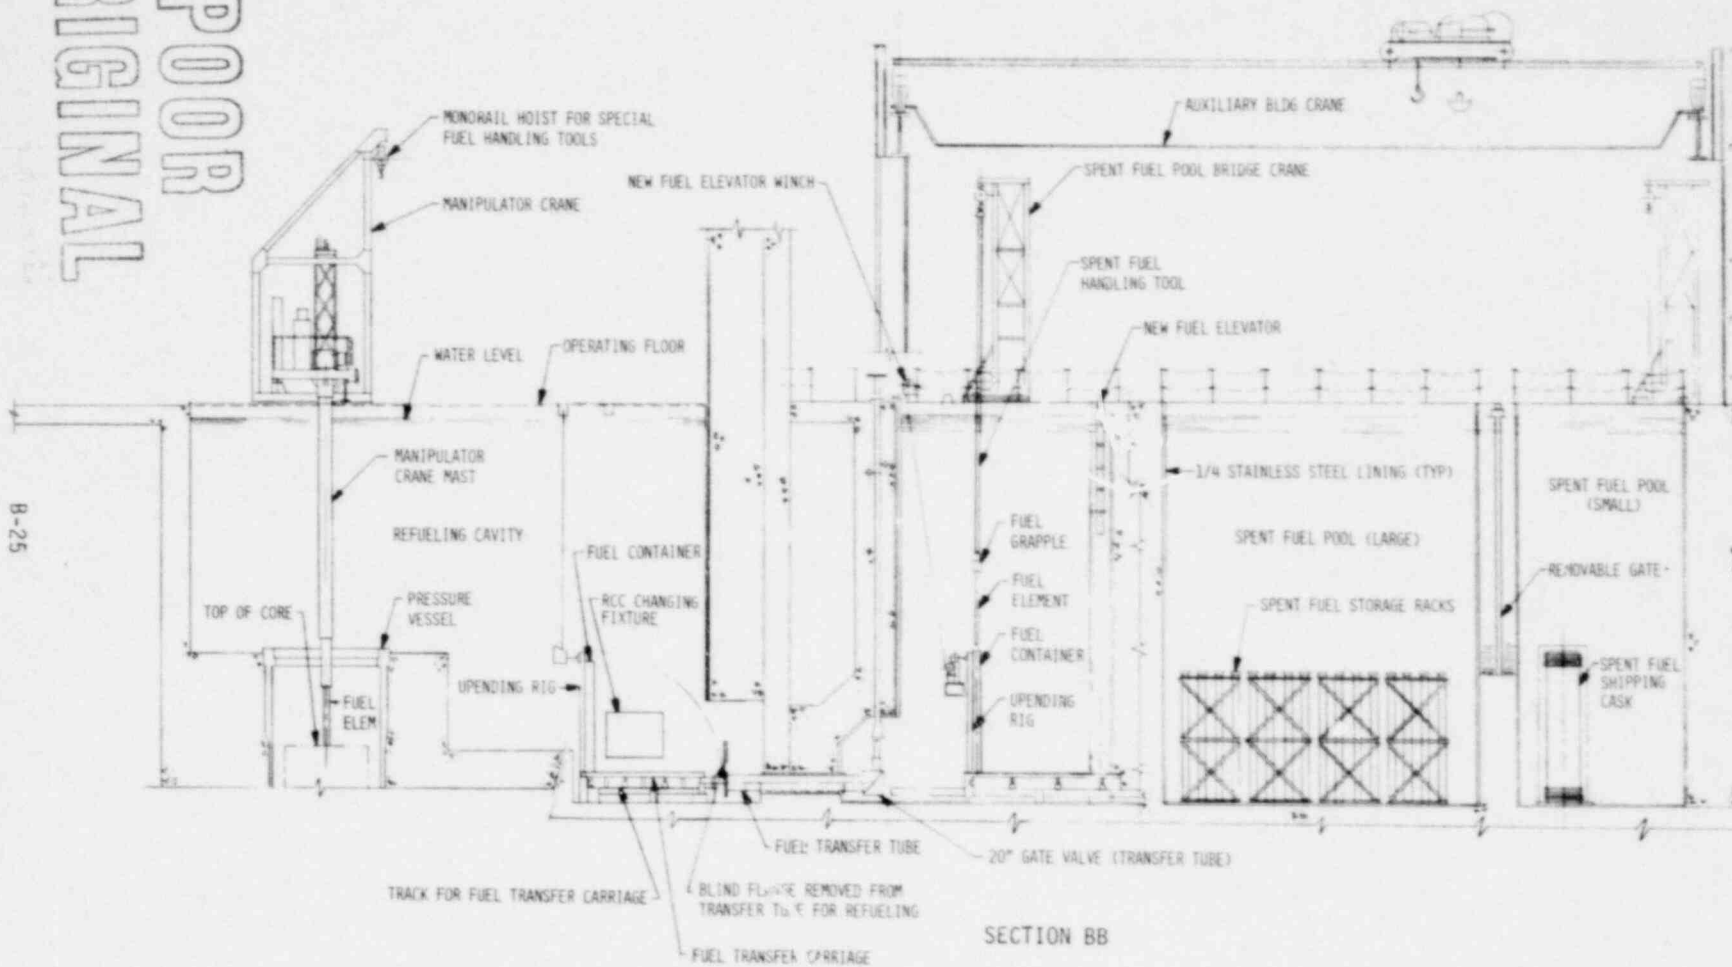 POOR
ORIGINAL
B-25
MONORAIL HOIST FOR SPECIAL
FUEL HANDLING TOOLS
MANIPULATOR CRANE
WATER LEVEL
OPERATING FLOOR
MANIPULATOR
CRANE MAST
REFUELING CAVITY
FUEL CONTAINER
RCC CHANGING
FIXTURE
TOP OF CORE
PRESSURE
VESSEL
UPENDING RIG
FUEL
ELEM
NEW FUEL ELEVATOR WINCH
AUXILIARY BLDG CRANE
SPENT FUEL POOL BRIDGE CRANE
SPENT FUEL
HANDLING TOOL
NEW FUEL ELEVATOR
1/4 STAINLESS STEEL LINING (TYP)
FUEL
GRAPPLE
FUEL
ELEMENT
FUEL
CONTAINER
UPENDING
RIG
SPENT FUEL POOL (LARGE)
SPENT FUEL STORAGE RACKS
SPENT FUEL POOL
(SMALL)
REMOVABLE GATE
SPENT FUEL
SHIPPING
CASK
FUEL TRANSFER TUBE
20" GATE VALVE (TRANSFER TUBE)
TRACK FOR FUEL TRANSFER CARRIAGE
BLIND FLANGE REMOVED FROM
TRANSFER TUBE FOR REFUELING
FUEL TRANSFER CARRIAGE
SECTION BB